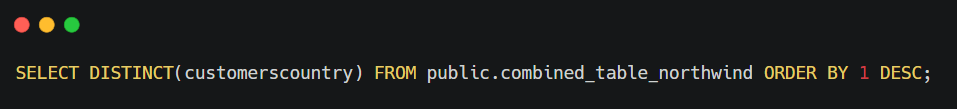 SELECT DISTINCT(customerscountry) FROM public.combined_table_northwind ORDER BY 1 DESC;